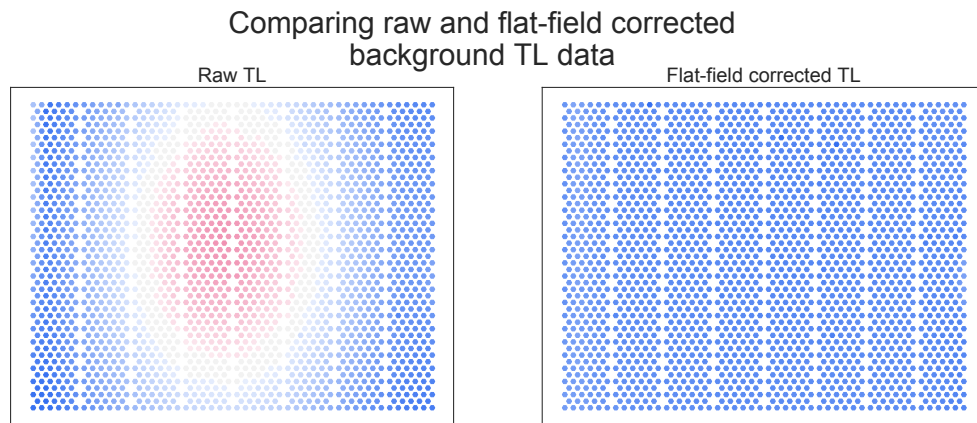 Comparing raw and flat-field corrected
background TL data
Raw TL
Flat-field corrected TL